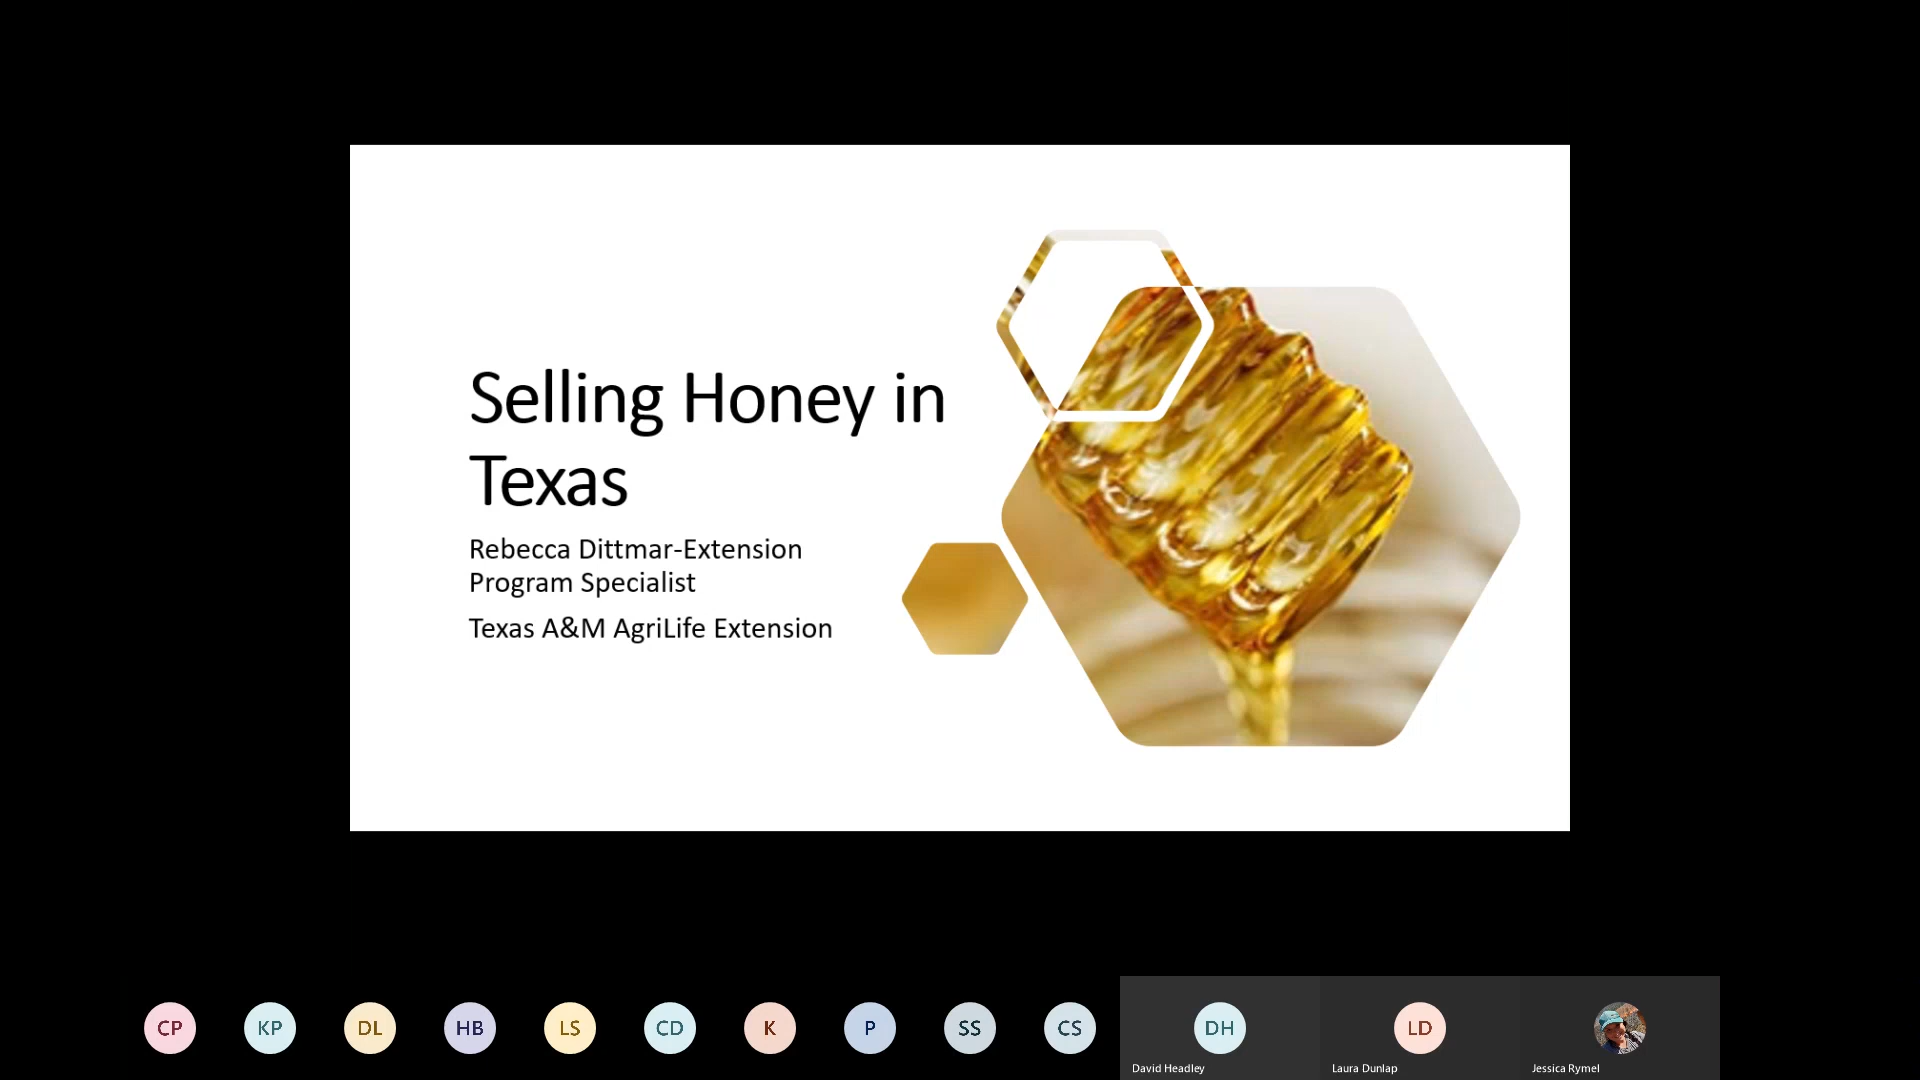 Selling Honey in
Texas
Rebecca Dittmar-Extension
Program Specialist
Texas A&M AgriLife Extension
CP
KP
DL
HB
LS
CD
K
P
SS
CS
DH
LD
David Headley
Laura Dunlap
Jessica Rymel